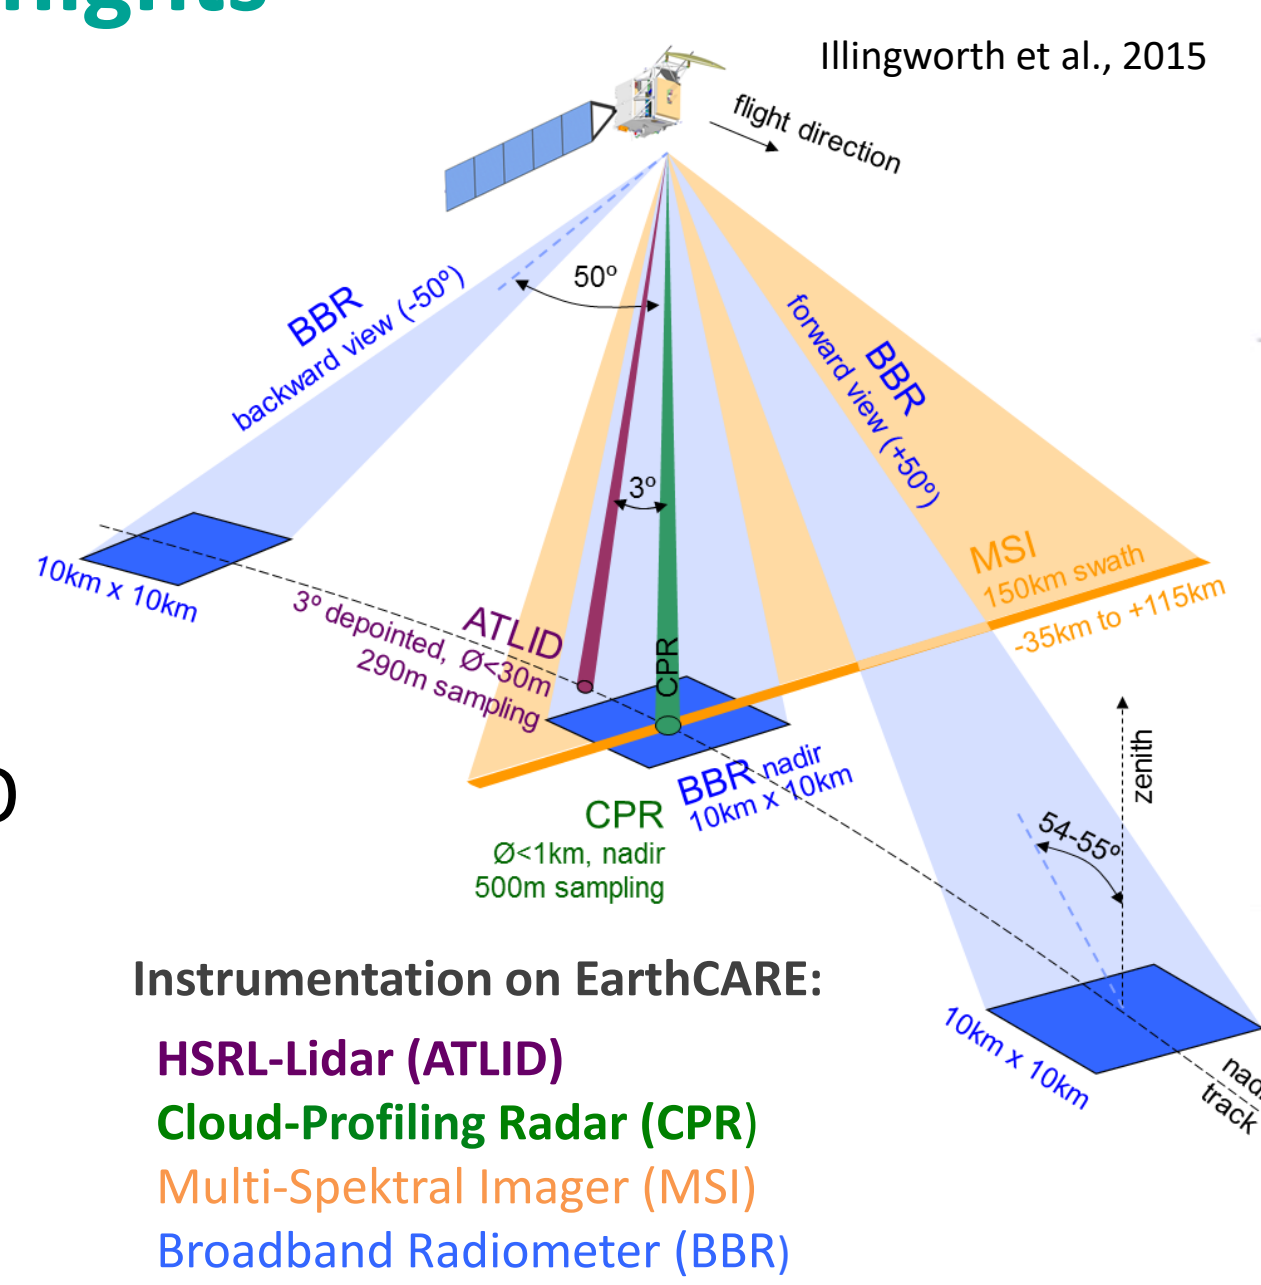 Illingworth et al., 2015
flight direction
50º
BBR
backward view (-50º)
BBR
forward view (+50º)
3º
MSI
150km swath
-35km to +115km
10km x 10km
ATLID
3º depointed, Ø<30m
290m sampling
CPR
zenith
BBR nadir
10km x 10km
54-55º
CPR
Ø<1km, nadir
500m sampling
Instrumentation on EarthCARE:
HSRL-Lidar (ATLID)
Cloud-Profiling Radar (CPR)
Multi-Spektral Imager (MSI)
Broadband Radiometer (BBR)
10km x 10km
track